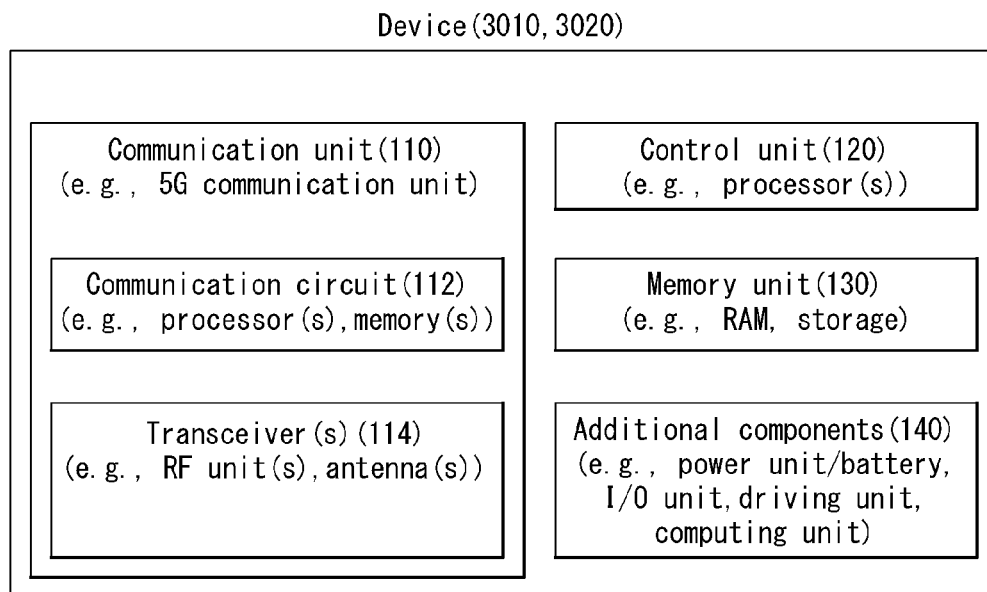 Device(3010,3020)
Communication unit(110)
(e.g., 5G communication unit)
Communication circuit(112)
(e.g., processor(s),memory(s))
Transceiver(s)(114)
(e.g., RF unit(s),antenna(s))
Control unit(120)
(e.g., processor(s))
Memory unit(130)
(e.g., RAM, storage)
Additional components(140)
(e.g., power unit/battery,
I/O unit,driving unit,
computing unit)